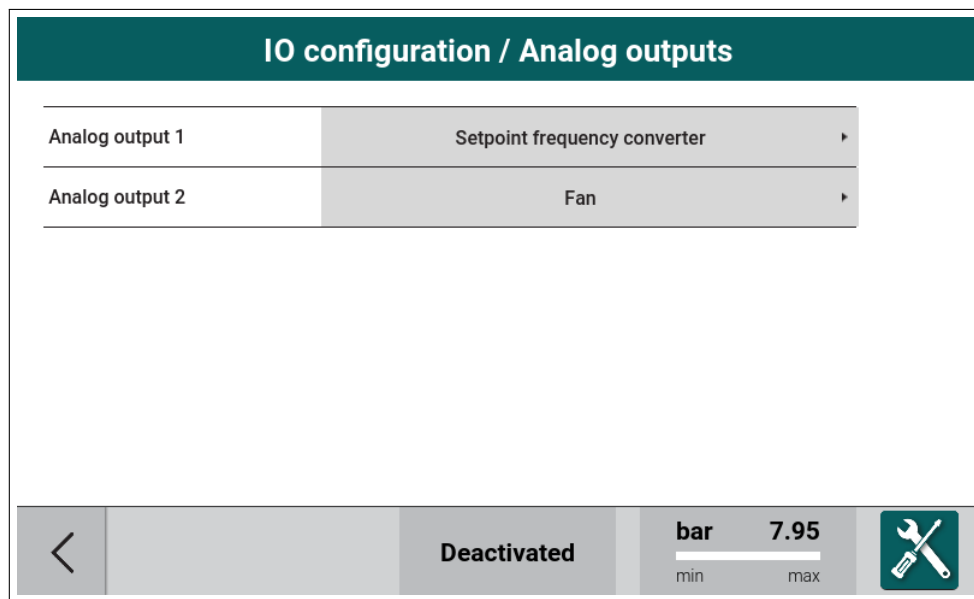 IO configuration / Analog outputs
Analog output 1 Setpoint frequency converter
Analog output 2 Fan
Deactivated
bar 7.95
min max